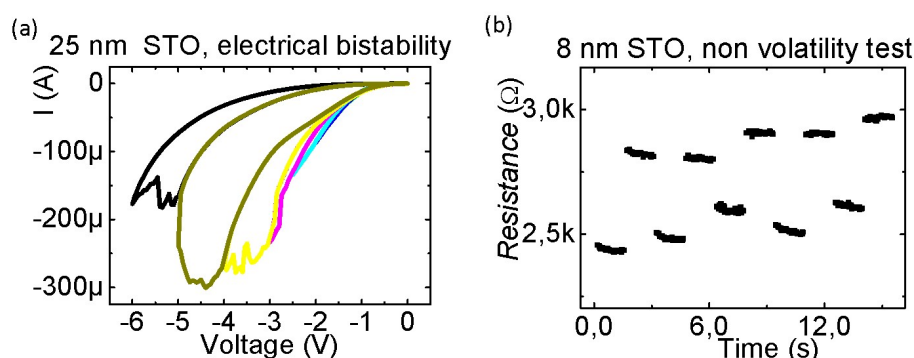 (a)
25 nm STO, electrical bistability
I (A)
0
-100µ
-200µ
-300µ
-6 -5 -4 -3 -2 -1 0
Voltage (V)
(b)
8 nm STO, non volatility test
Resistance (Ω)
3,0k
2,5k
0,0 6,0 12,0
Time (s)